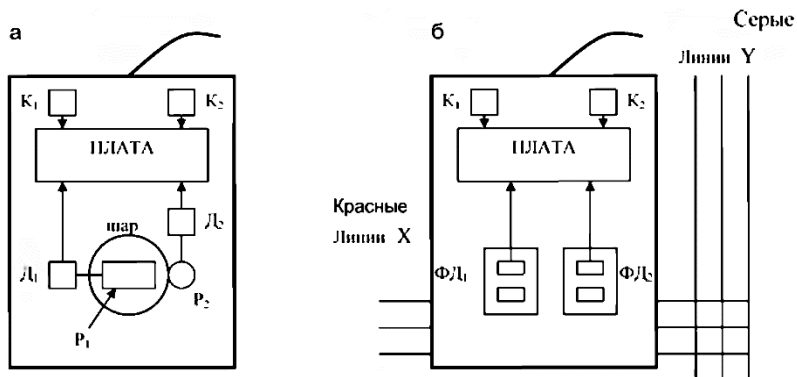 а
К₁ К₂
ПЛАТА
Д₂
шар
Д₁
Р₂
Р₁
б
Серые
Линии Y
К₁ К₂
ПЛАТА
Красные
Линии X
ФД₁ ФД₂